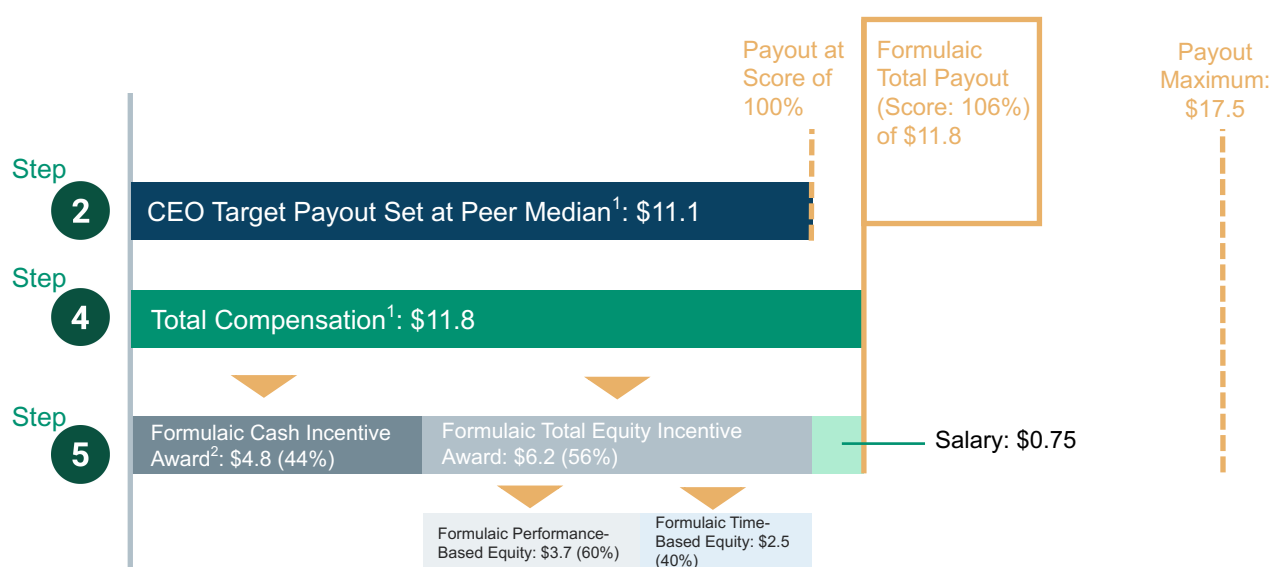 Payout at
Score of
100%
Formulaic
Total Payout
(Score: 106%)
of $11.8
Payout
Maximum:
$17.5
Step
2
CEO Target Payout Set at Peer Median1: $11.1
Step
4
Total Compensation1: $11.8
Step
5
Formulaic Cash Incentive
Award2: $4.8 (44%)
Formulaic Total Equity Incentive
Award: $6.2 (56%)
Salary: $0.75
Formulaic Performance-
Based Equity: $3.7 (60%)
Formulaic Time-
Based Equity: $2.5
(40%)